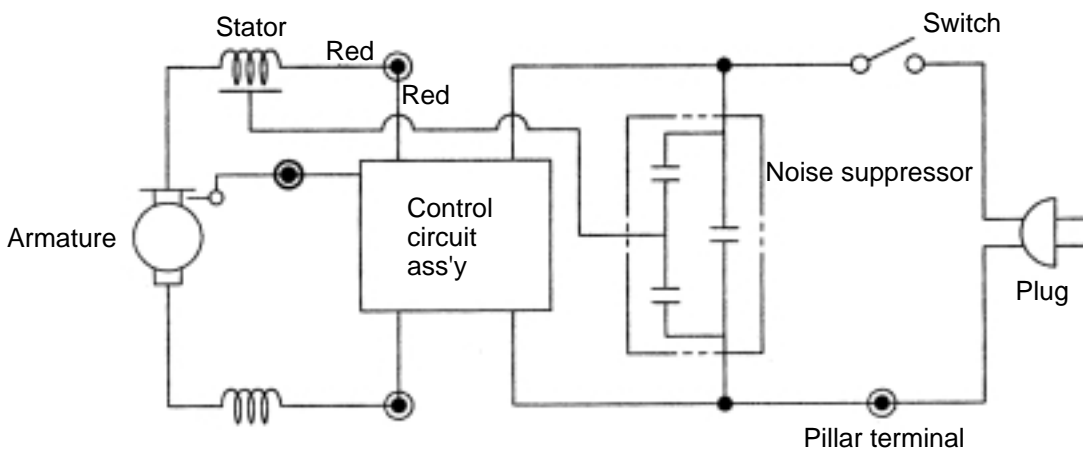 Stator
Red
Switch
Red
Noise suppressor
Armature
Control
circuit
ass'y
Plug
Pillar terminal